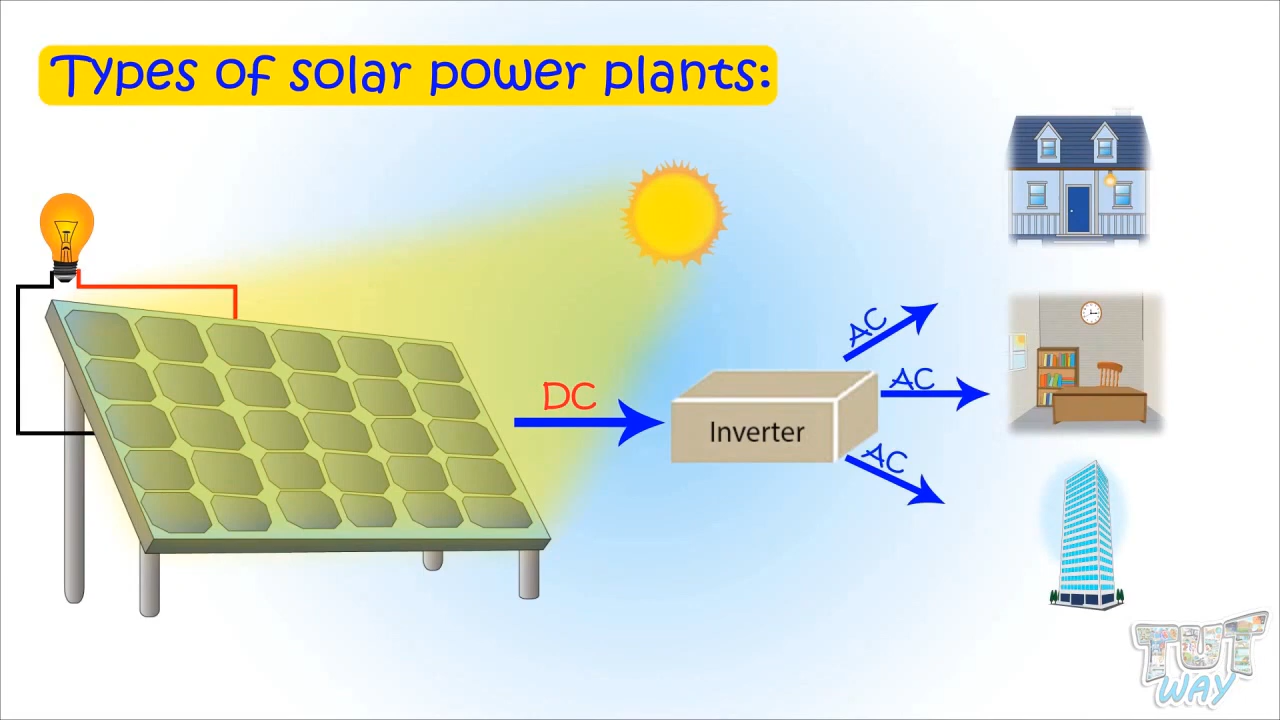 Types of solar power plants:
DC
Inverter
AC
AC
AC
TUT
WAY